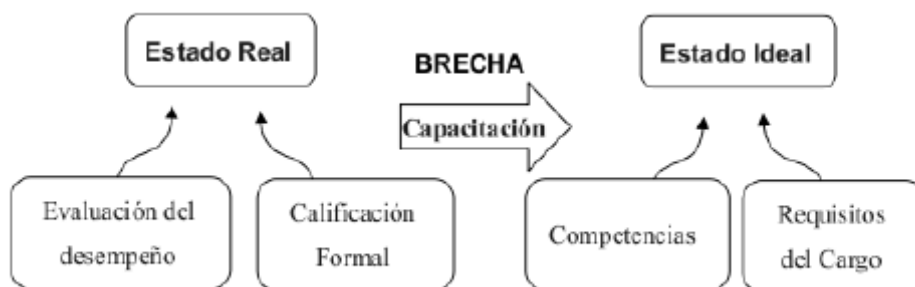 Estado Real
BRECHA
Capacitación
Estado Ideal
Evaluación del
desempeño
Calificación
Formal
Competencias
Requisitos
del Cargo